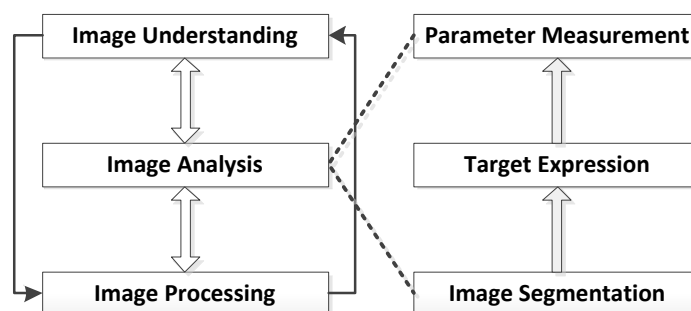 Image Understanding
Parameter Measurement
Image Analysis
Target Expression
Image Processing
Image Segmentation